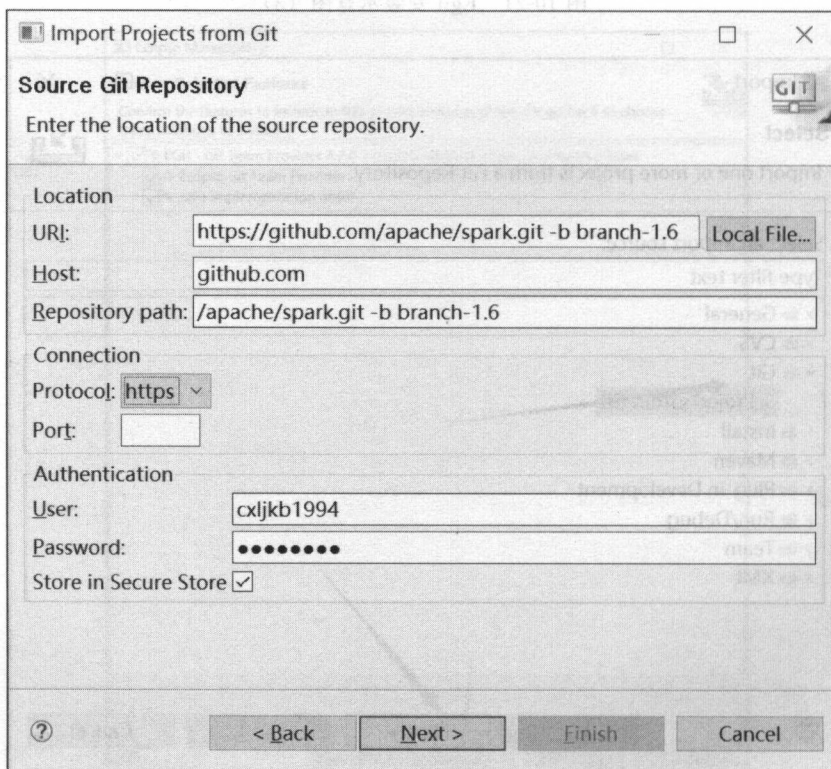 Import Projects from Git
Source Git Repository
GIT
Enter the location of the source repository.
Location
URI: https://github.com/apache/spark.git -b branch-1.6 Local File...
Host: github.com
Repository path: /apache/spark.git -b branch-1.6
Connection
Protocol: https
Port:
Authentication
User: cxljkb1994
Password: ●●●●●●●●
Store in Secure Store
< Back Next > Finish Cancel